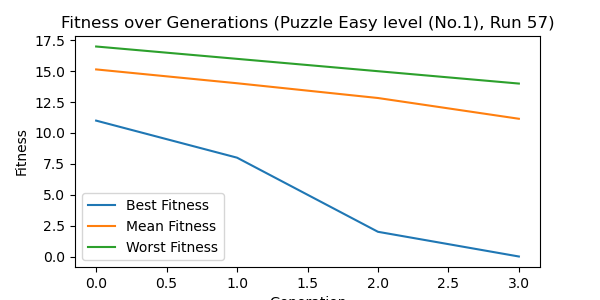 Fitness over Generations (Puzzle Easy level (No.1), Run 57)
17.5
15.0
12.5
10.0
7.5
5.0
2.5
0.0
Fitness
Best Fitness
Mean Fitness
Worst Fitness
0.0 0.5 1.0 1.5 2.0 2.5 3.0
Generation